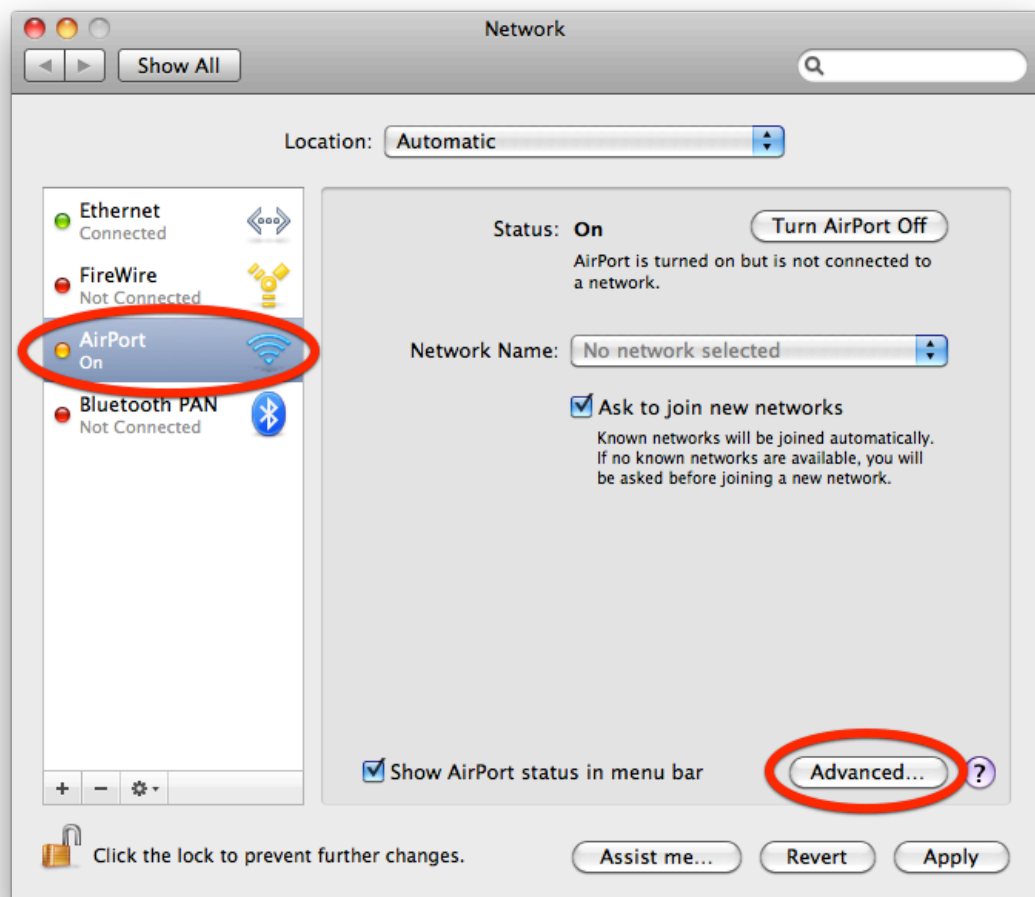 Network
Show All
Location: Automatic
Ethernet
Connected
FireWire
Not Connected
AirPort
On
Bluetooth PAN
Not Connected
Status: On
Turn AirPort Off
AirPort is turned on but is not connected to
a network.
Network Name: No network selected
Ask to join new networks
Known networks will be joined automatically.
If no known networks are available, you will
be asked before joining a new network.
Show AirPort status in menu bar
Advanced...
?
+ −
Click the lock to prevent further changes.
Assist me...
Revert
Apply